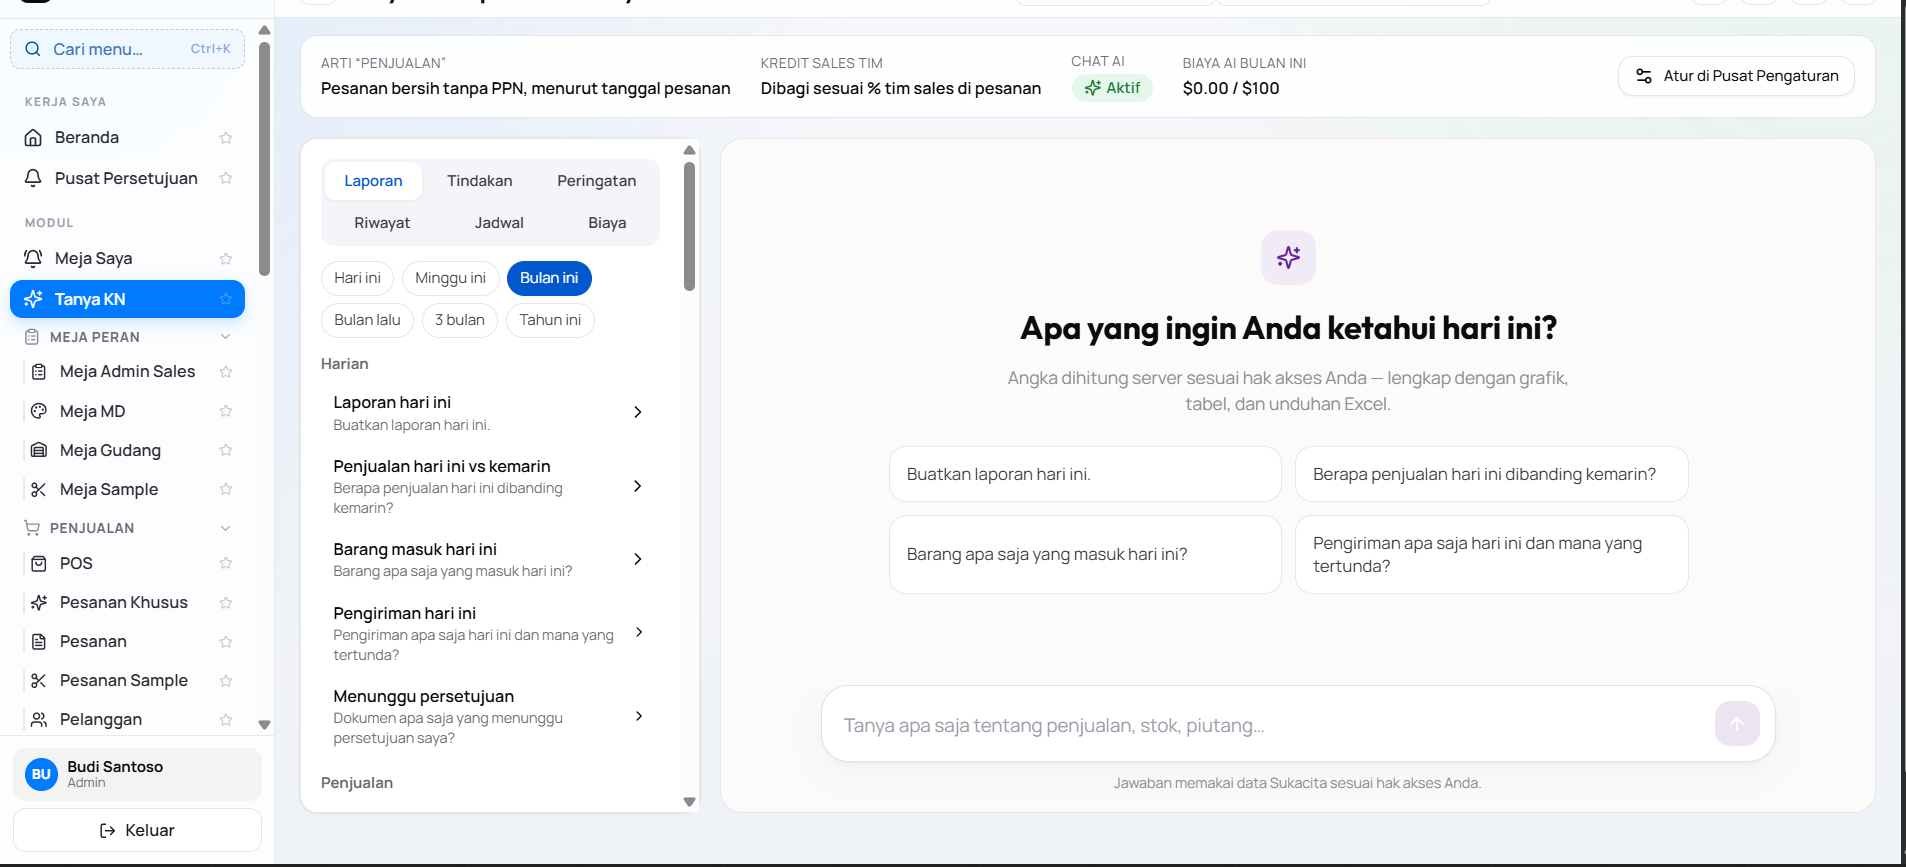 Cari menu...
Ctrl+K
KERJA SAYA
Beranda
Pusat Persetujuan
MODUL
Meja Saya
Tanya KN
MEJA PERAN
Meja Admin Sales
Meja MD
Meja Gudang
Meja Sample
PENJUALAN
POS
Pesanan Khusus
Pesanan
Pesanan Sample
Pelanggan
BU
Budi Santoso
Admin
Keluar
ARTI “PENJUALAN”
Pesanan bersih tanpa PPN, menurut tanggal pesanan
KREDIT SALES TIM
Dibagi sesuai % tim sales di pesanan
CHAT AI
Aktif
BIAYA AI BULAN INI
$0.00 / $100
Atur di Pusat Pengaturan
Laporan
Tindakan
Peringatan
Riwayat
Jadwal
Biaya
Hari ini
Minggu ini
Bulan ini
Bulan lalu
3 bulan
Tahun ini
Harian
Laporan hari ini
Buatkan laporan hari ini.
Penjualan hari ini vs kemarin
Berapa penjualan hari ini dibanding
kemarin?
Barang masuk hari ini
Barang apa saja yang masuk hari ini?
Pengiriman hari ini
Pengiriman apa saja hari ini dan mana yang
tertunda?
Menunggu persetujuan
Dokumen apa saja yang menunggu
persetujuan saya?
Penjualan
Apa yang ingin Anda ketahui hari ini?
Angka dihitung server sesuai hak akses Anda — lengkap dengan grafik,
tabel, dan unduhan Excel.
Buatkan laporan hari ini.
Berapa penjualan hari ini dibanding kemarin?
Barang apa saja yang masuk hari ini?
Pengiriman apa saja hari ini dan mana yang
tertunda?
Tanya apa saja tentang penjualan, stok, piutang...
Jawaban memakai data Sukacita sesuai hak akses Anda.